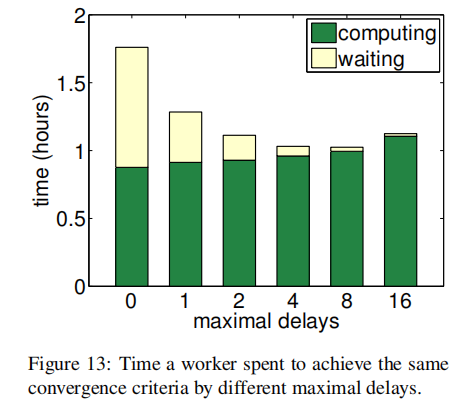 2
computing
waiting
1.5
1
0.5
0
time (hours)
0 1 2 4 8 16
maximal delays
Figure 13: Time a worker spent to achieve the same
convergence criteria by different maximal delays.